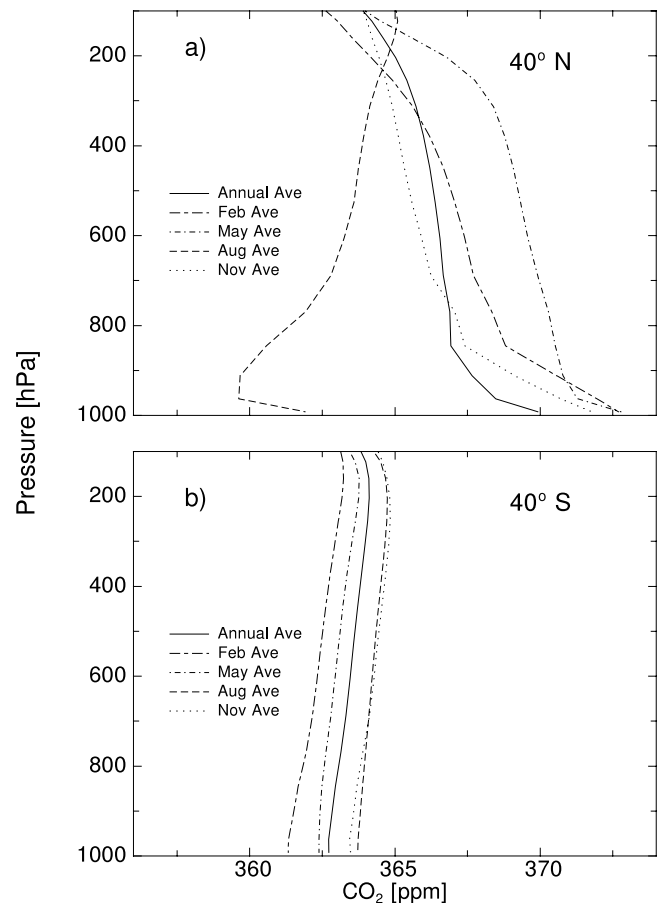 a)
40° N
200
400
600
800
1000
Annual Ave
Feb Ave
May Ave
Aug Ave
Nov Ave
Pressure [hPa]
b)
40° S
200
400
600
800
1000
Annual Ave
Feb Ave
May Ave
Aug Ave
Nov Ave
360
365
370
CO₂ [ppm]